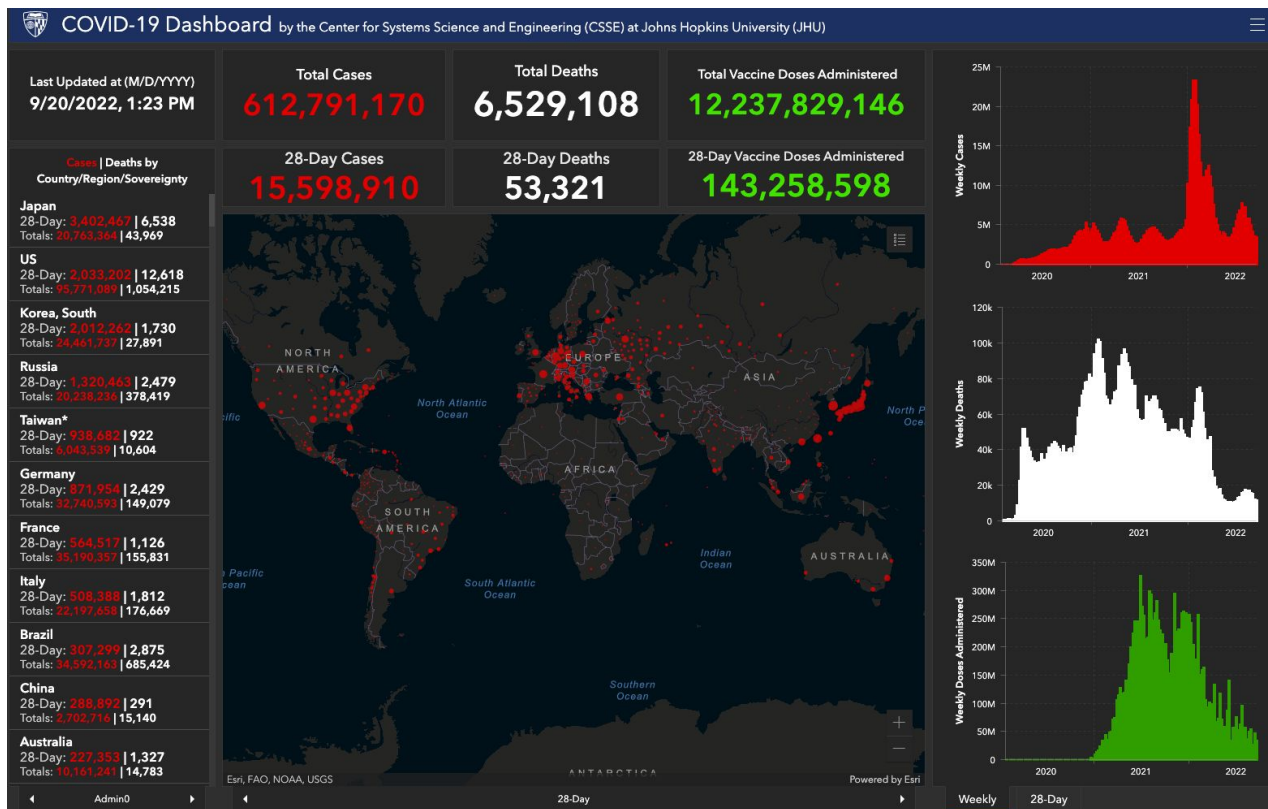 COVID-19 Dashboard by the Center for Systems Science and Engineering (CSSE) at Johns Hopkins University (JHU)
Last Updated at (M/D/YYYY)
9/20/2022, 1:23 PM
Total Cases
612,791,170
Total Deaths
6,529,108
Total Vaccine Doses Administered
12,237,829,146
28-Day Cases
15,598,910
28-Day Deaths
53,321
28-Day Vaccine Doses Administered
143,258,598
Cases | Deaths by
Country/Region/Sovereignty
Japan
28-Day: 3,402,467 | 6,538
Totals: 20,763,364 | 43,969
US
28-Day: 2,033,202 | 12,618
Totals: 95,771,089 | 1,054,215
Korea, South
28-Day: 2,012,262 | 1,730
Totals: 24,461,737 | 27,891
Russia
28-Day: 1,320,463 | 2,479
Totals: 20,238,236 | 378,419
Taiwan*
28-Day: 938,682 | 922
Totals: 6,043,539 | 10,604
Germany
28-Day: 871,954 | 2,429
Totals: 32,740,593 | 149,079
France
28-Day: 564,517 | 1,126
Totals: 35,190,357 | 155,831
Italy
28-Day: 508,388 | 1,812
Totals: 22,197,658 | 176,669
Brazil
28-Day: 307,299 | 2,875
Totals: 34,592,163 | 685,424
China
28-Day: 288,892 | 291
Totals: 2,702,716 | 15,140
Australia
28-Day: 227,353 | 1,327
Totals: 10,161,241 | 14,783
Admin0
NORTH
AMERICA
EUROPE
ASIA
North Atlantic
Ocean
North P
Oce
ific
AFRICA
SOUTH
AMERICA
Indian
Ocean
AUSTRALIA
n Pacific
cean
South Atlantic
Ocean
Southern
Ocean
ANTARCTICA
Esri, FAO, NOAA, USGS
Powered by Esri
28-Day
Weekly Cases
25M
20M
15M
10M
5M
0
2020
2021
2022
Weekly Deaths
120k
100k
80k
60k
40k
20k
0
2020
2021
2022
Weekly Doses Administered
350M
300M
250M
200M
150M
100M
50M
0
2020
2021
2022
Weekly
28-Day